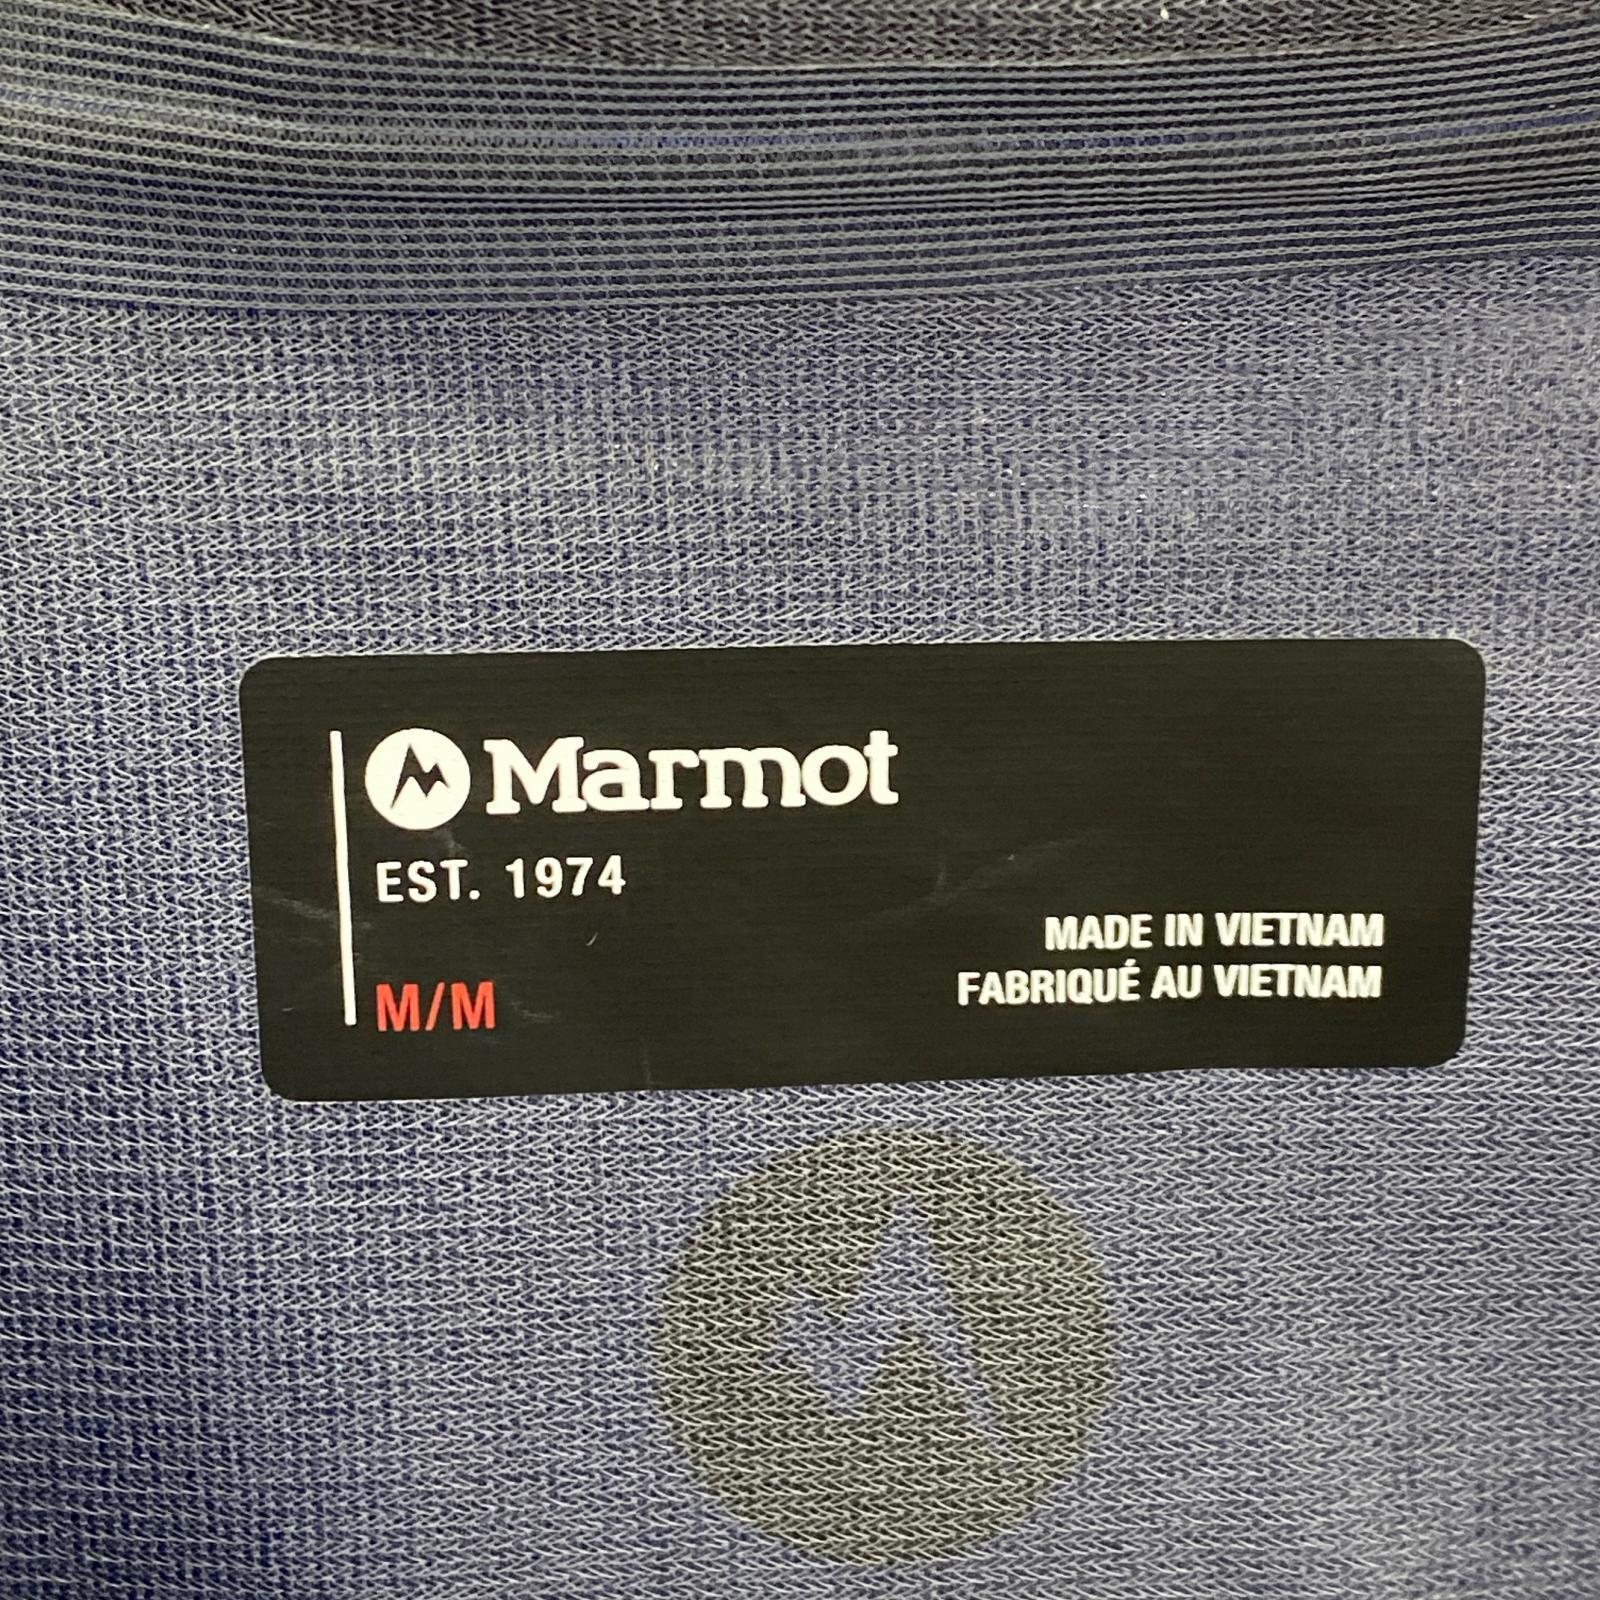 Marmot
EST. 1974
M/M
MADE IN VIETNAM
FABRIQUÉ AU VIETNAM